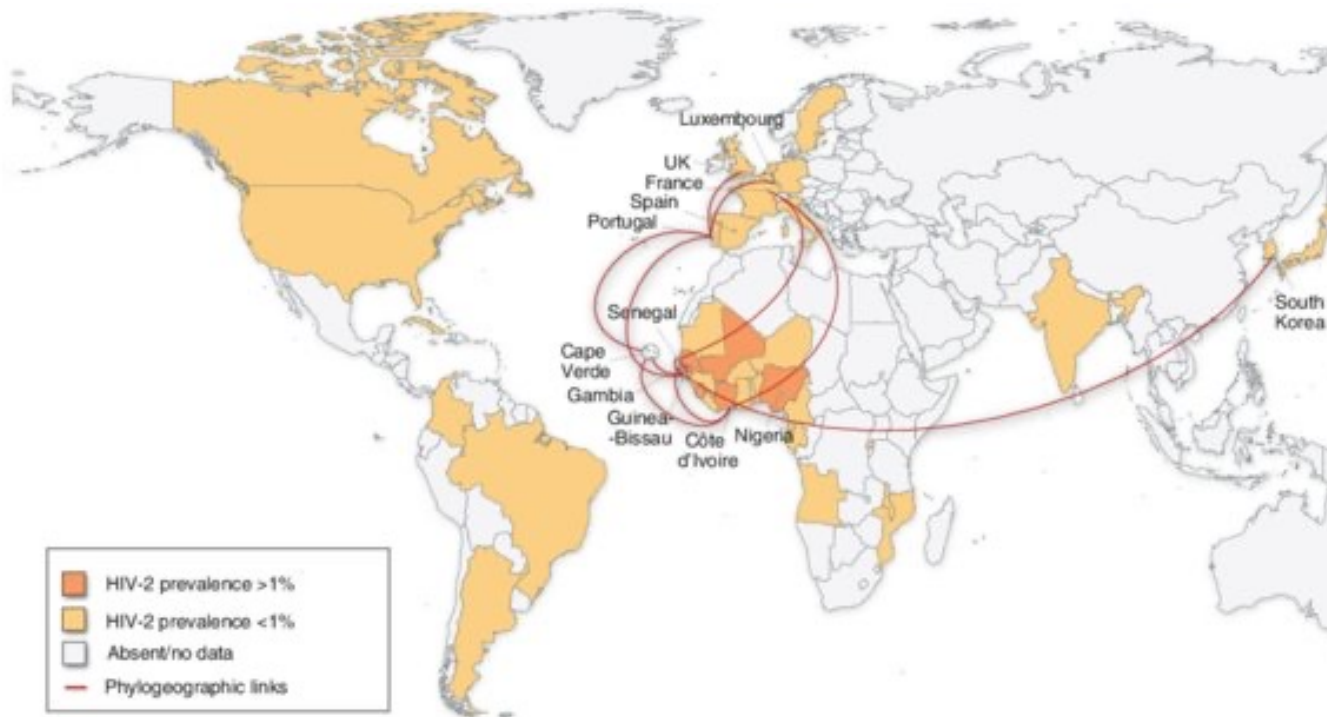 Luxembourg
UK
France
Spain
Portugal
Senegal
Cape
Verde
Gambia
Guinea-
-Bissau
Côte
d'Ivoire
Nigeria
South
Korea
HIV-2 prevalence >1%
HIV-2 prevalence <1%
Absent/no data
Phylogeographic links